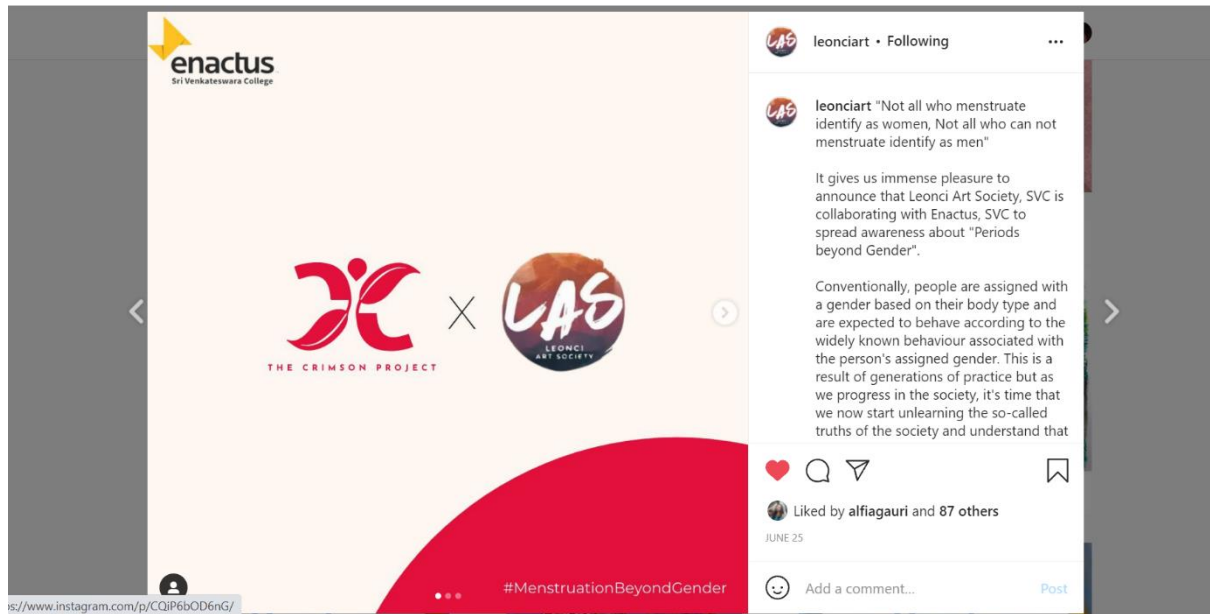 enactus
Sri Venkateswara College
X
THE CRIMSON PROJECT
LAS
LEONCI
ART SOCIETY
#MenstruationBeyondGender
leonciart • Following
leonciart "Not all who menstruate
identify as women, Not all who can not
menstruate identify as men"
It gives us immense pleasure to
announce that Leonci Art Society, SVC is
collaborating with Enactus, SVC to
spread awareness about "Periods
beyond Gender".
Conventionally, people are assigned with
a gender based on their body type and
are expected to behave according to the
widely known behaviour associated with
the person's assigned gender. This is a
result of generations of practice but as
we progress in the society, it's time that
we now start unlearning the so-called
truths of the society and understand that
Liked by alfiagauri and 87 others
JUNE 25
Add a comment...
Post
ps://www.instagram.com/p/CQiP6bOD6nG/